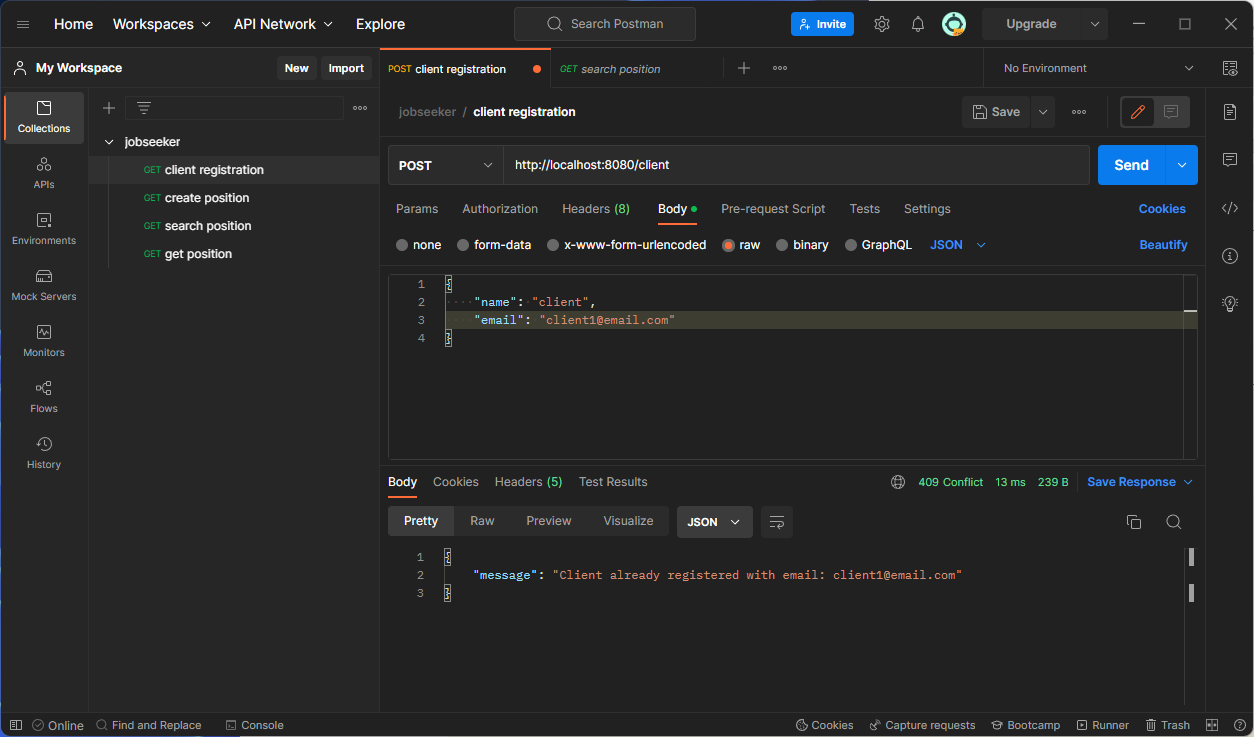 Home Workspaces API Network Explore Search Postman Invite Upgrade
My Workspace New Import POST client registration GET search position No Environment
Collections
APIs
Environments
Mock Servers
Monitors
Flows
History
jobseeker
GET client registration
GET create position
GET search position
GET get position
jobseeker / client registration Save
POST http://localhost:8080/client Send
Params Authorization Headers (8) Body Pre-request Script Tests Settings Cookies
none form-data x-www-form-urlencoded raw binary GraphQL JSON Beautify
1 {
2 "name": "client",
3 "email": "client1@email.com"
4 }
Body Cookies Headers (5) Test Results 409 Conflict 13 ms 239 B Save Response
Pretty Raw Preview Visualize JSON
1 {
2 "message": "Client already registered with email: client1@email.com"
3 }
Online Find and Replace Console Cookies Capture requests Bootcamp Runner Trash